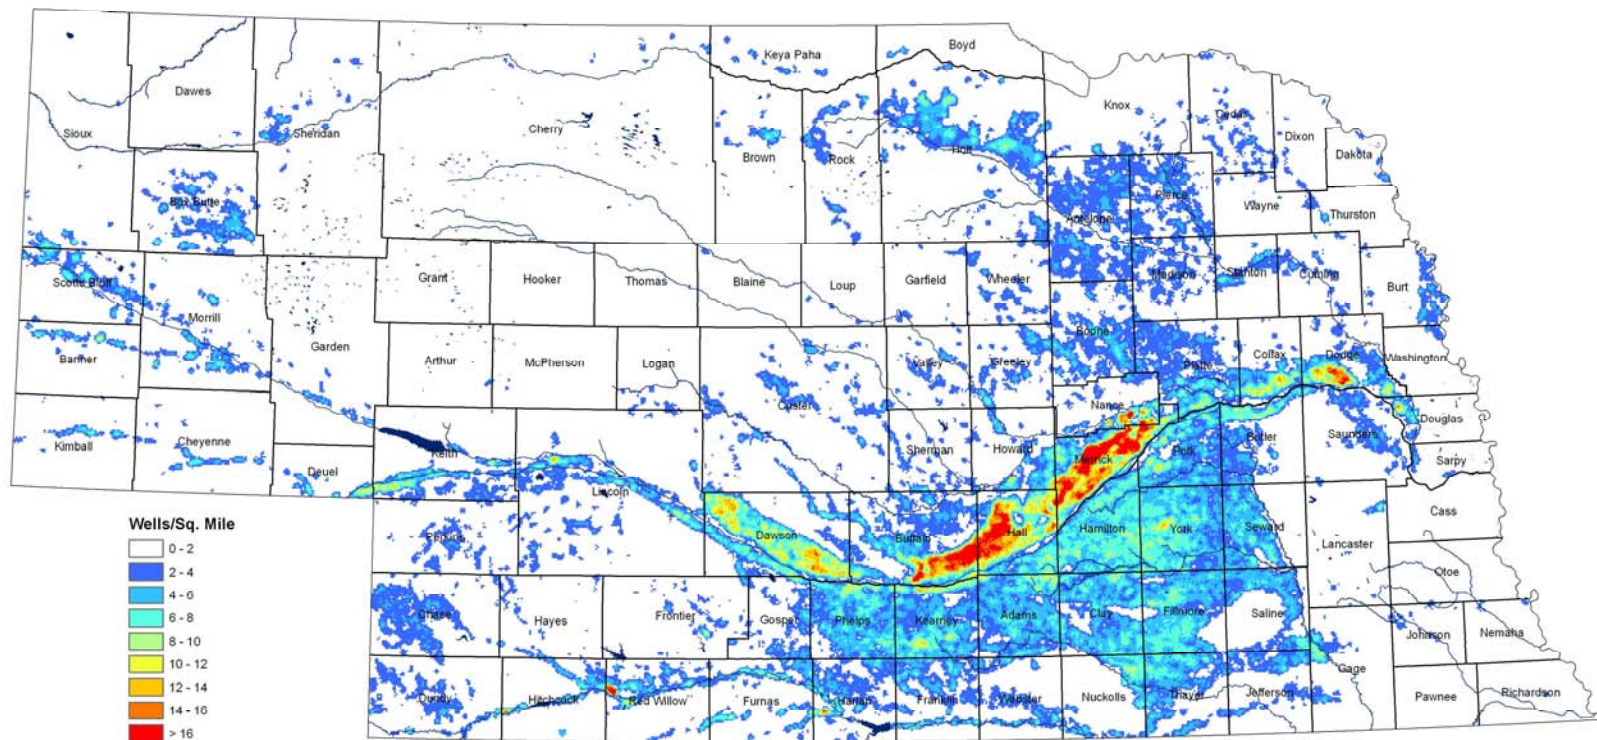 Boyd
Keya Paha
Dawes
Knox
Cedar
Sioux
Sheridan
Cherry
Brown
Rock
Holt
Dixon
Dakota
Box Butte
Antelope
Pierce
Wayne
Thurston
Scotts Bluff
Grant
Hooker
Thomas
Blaine
Loup
Garfield
Wheeler
Madison
Stanton
Cuming
Burt
Morrill
Banner
Garden
Arthur
McPherson
Logan
Valley
Greeley
Boone
Platte
Colfax
Dodge
Washington
Custer
Nance
Kimball
Cheyenne
Deuel
Keith
Lincoln
Sherman
Howard
Merrick
Polk
Butler
Saunders
Douglas
Sarpy
Wells/Sq. Mile
0 - 2
2 - 4
4 - 6
6 - 8
8 - 10
10 - 12
12 - 14
14 - 16
> 16
Perkins
Dawson
Buffalo
Hall
Hamilton
York
Seward
Lancaster
Cass
Otoe
Chase
Hayes
Frontier
Gosper
Phelps
Kearney
Adams
Clay
Fillmore
Saline
Johnson
Nemaha
Dundy
Hitchcock
Red Willow
Furnas
Harlan
Franklin
Webster
Nuckolls
Thayer
Jefferson
Gage
Pawnee
Richardson